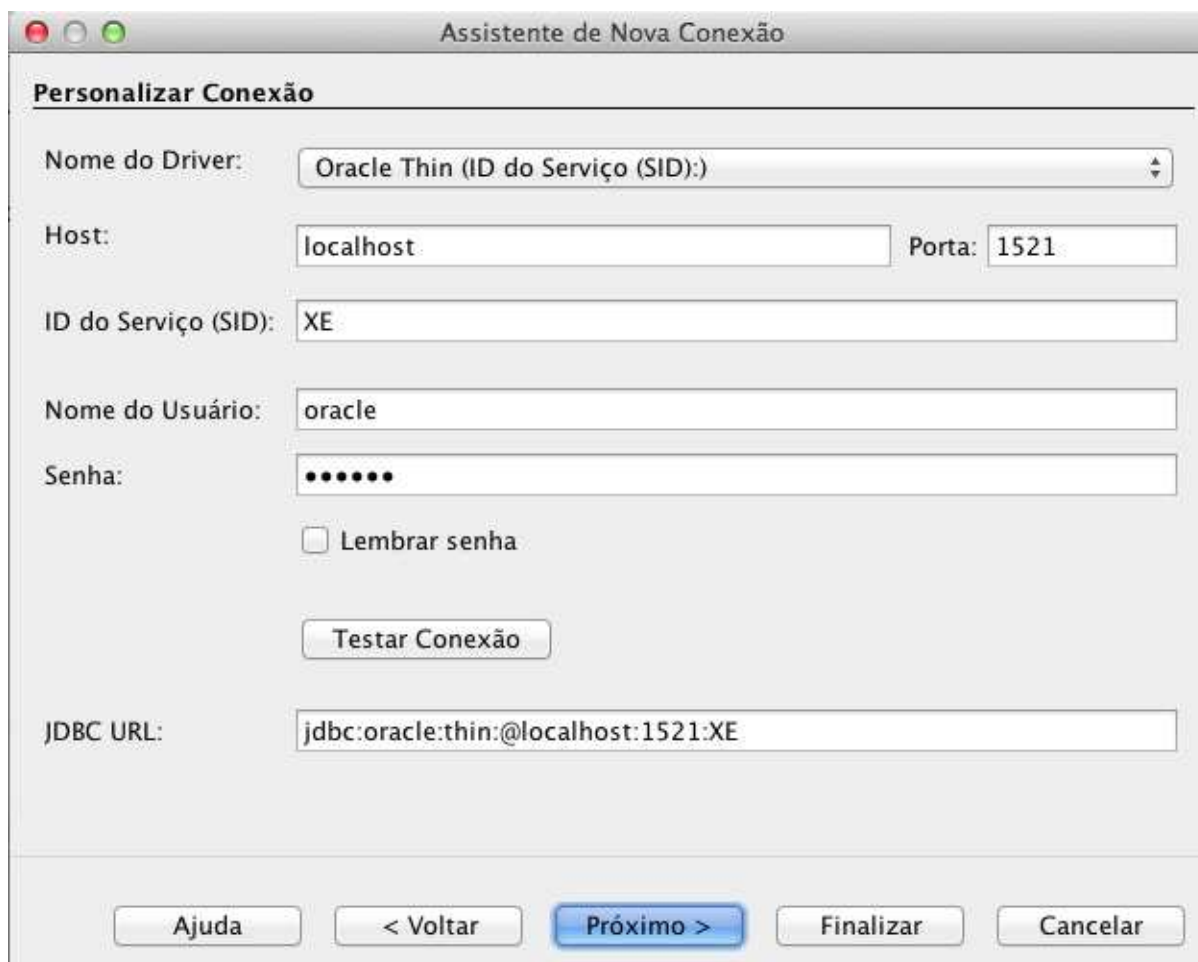 Assistente de Nova Conexão
Personalizar Conexão
Nome do Driver: Oracle Thin (ID do Serviço (SID):)
Host: localhost Porta: 1521
ID do Serviço (SID): XE
Nome do Usuário: oracle
Senha: ••••••
Lembrar senha
Testar Conexão
JDBC URL: jdbc:oracle:thin:@localhost:1521:XE
Ajuda < Voltar Próximo > Finalizar Cancelar